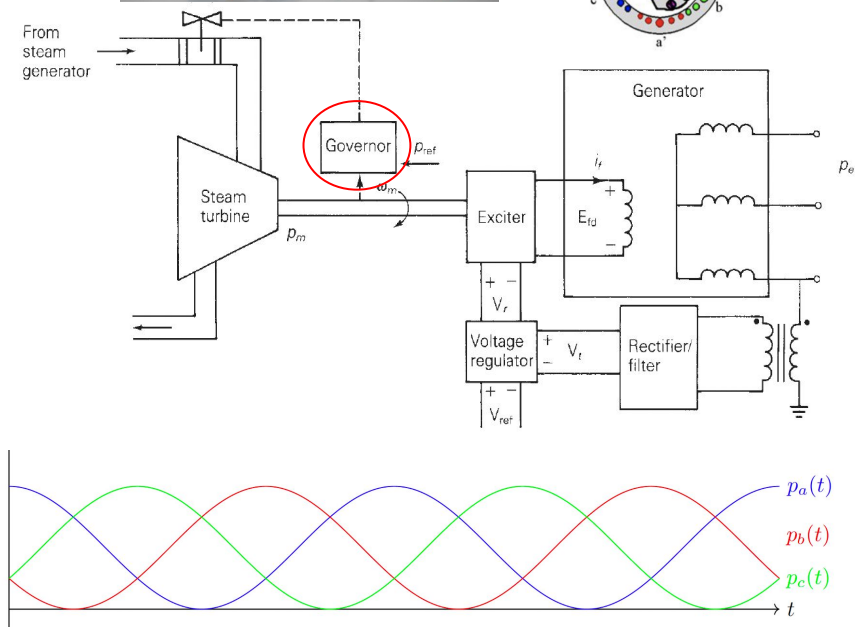 c
b
a'
From
steam
generator
Governor
p_ref
ω_m
Steam
turbine
p_m
Exciter
Generator
i_f
+
E_fd
−
p_e
+ −
V_r
Voltage
regulator
+
V_t
−
Rectifier/
filter
+ −
V_ref
p_a(t)
p_b(t)
p_c(t)
t